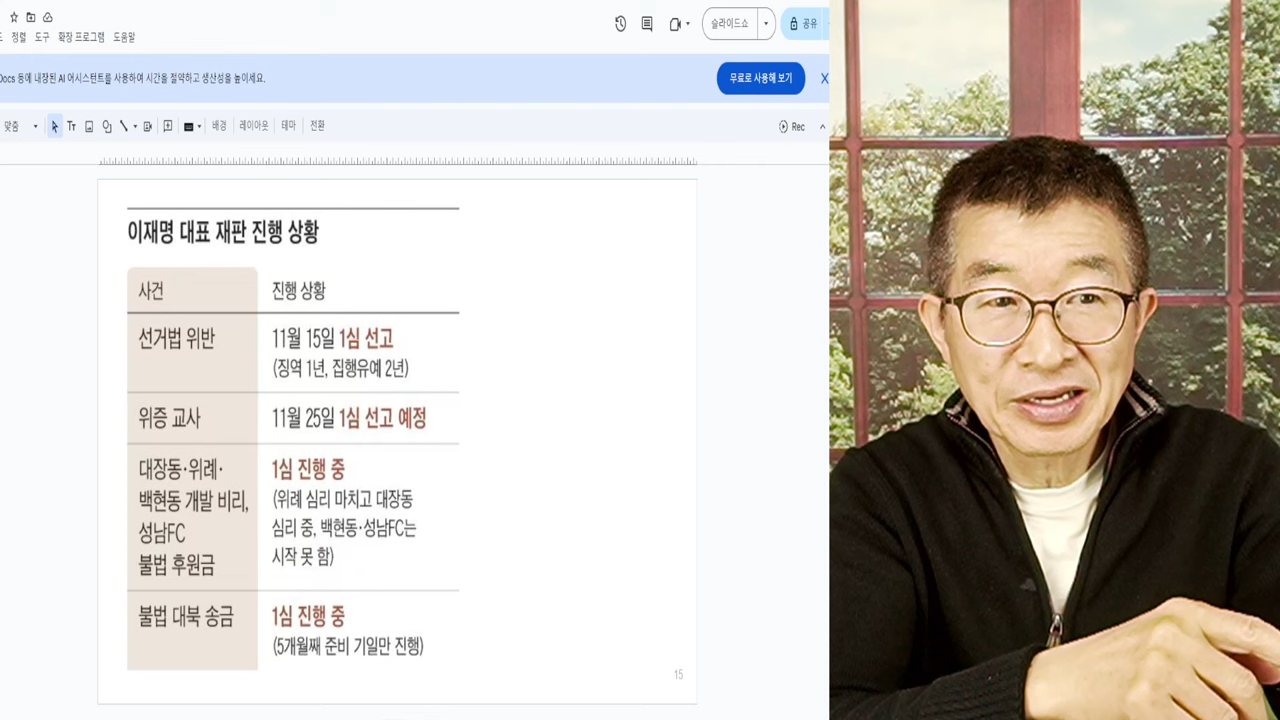 정렬 도구 확장 프로그램 도움말
슬라이드쇼
공유
Docs 등에 내장된 AI 어시스턴트를 사용하여 시간을 절약하고 생산성을 높이세요.
무료로 사용해 보기
X
맞춤
Tт
배경 레이아웃 테마 전환
Rec
이재명 대표 재판 진행 상황
사건 진행 상황
선거법 위반 11월 15일 1심 선고
(징역 1년, 집행유예 2년)
위증 교사 11월 25일 1심 선고 예정
대장동·위례· 1심 진행 중
백현동 개발 비리, (위례 심리 마치고 대장동
성남FC 심리 중, 백현동·성남FC는
불법 후원금 시작 못 함)
불법 대북 송금 1심 진행 중
(5개월째 준비 기일만 진행)
15